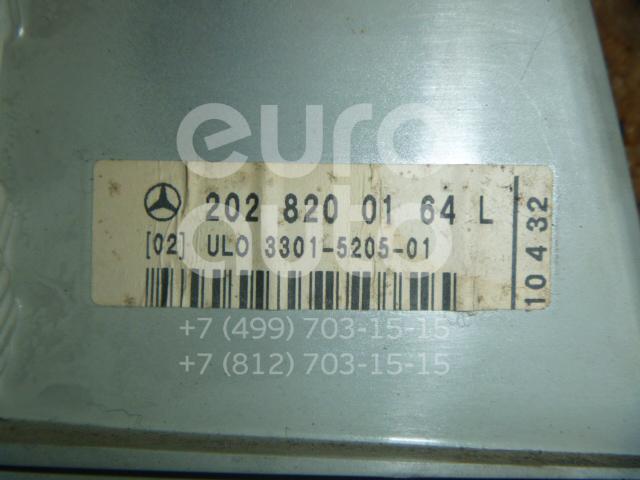 euro
auto
202 820 01 64 L
[02] ULO 3301-5205-01
10432
+7 (499) 703-15-15
+7 (812) 703-15-15